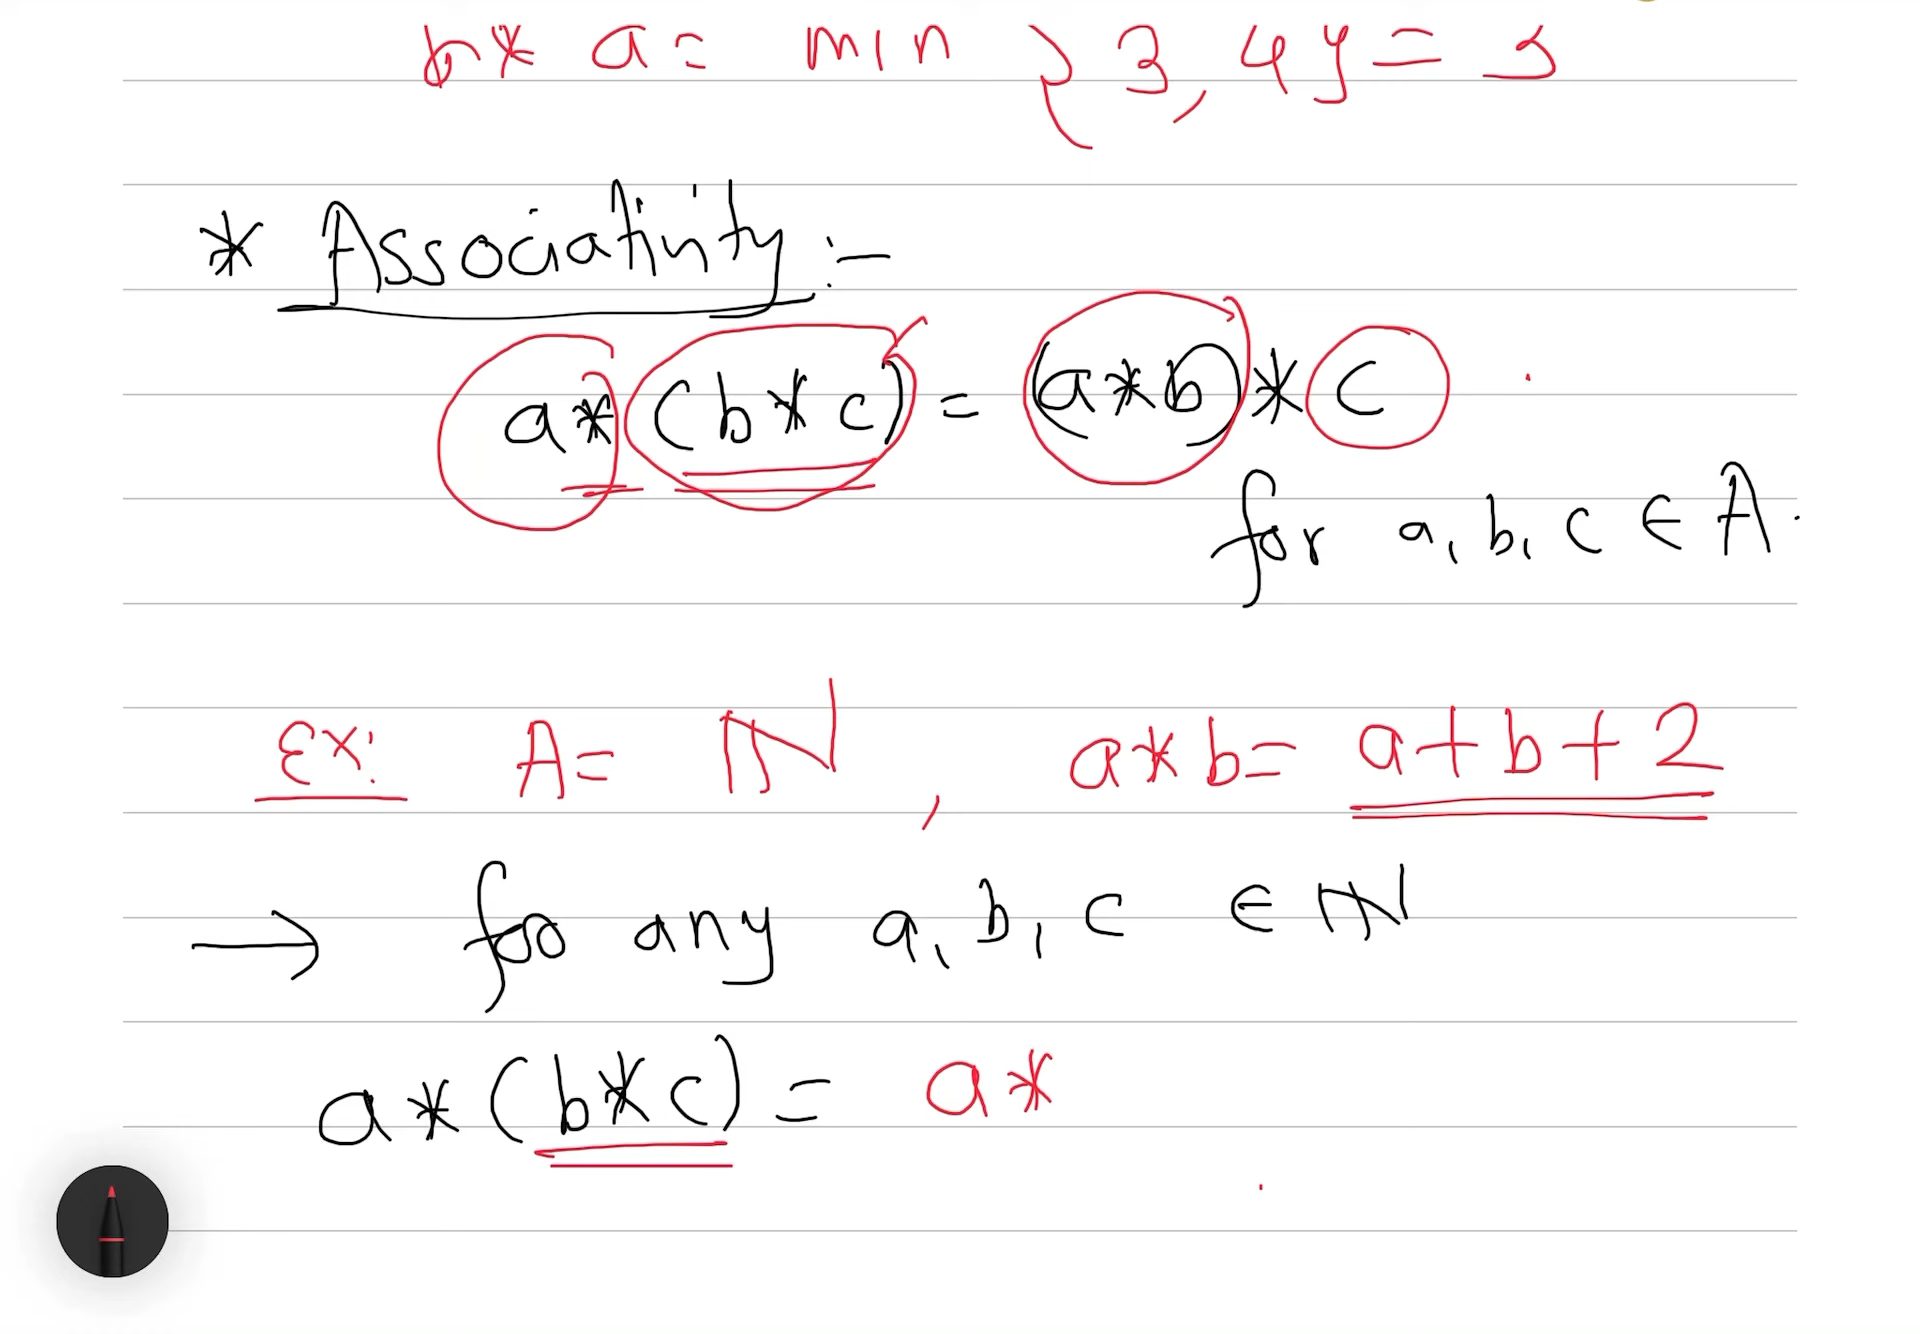 b* a = min {3, 4} = 3
* Associativity :-
a* (b*c) = (a*b)*c
for a, b, c ∈ A.
Ex: A= ℕ , a*b= a+b+2
→ for any a, b, c ∈ ℕ
a*(b*c) = a*